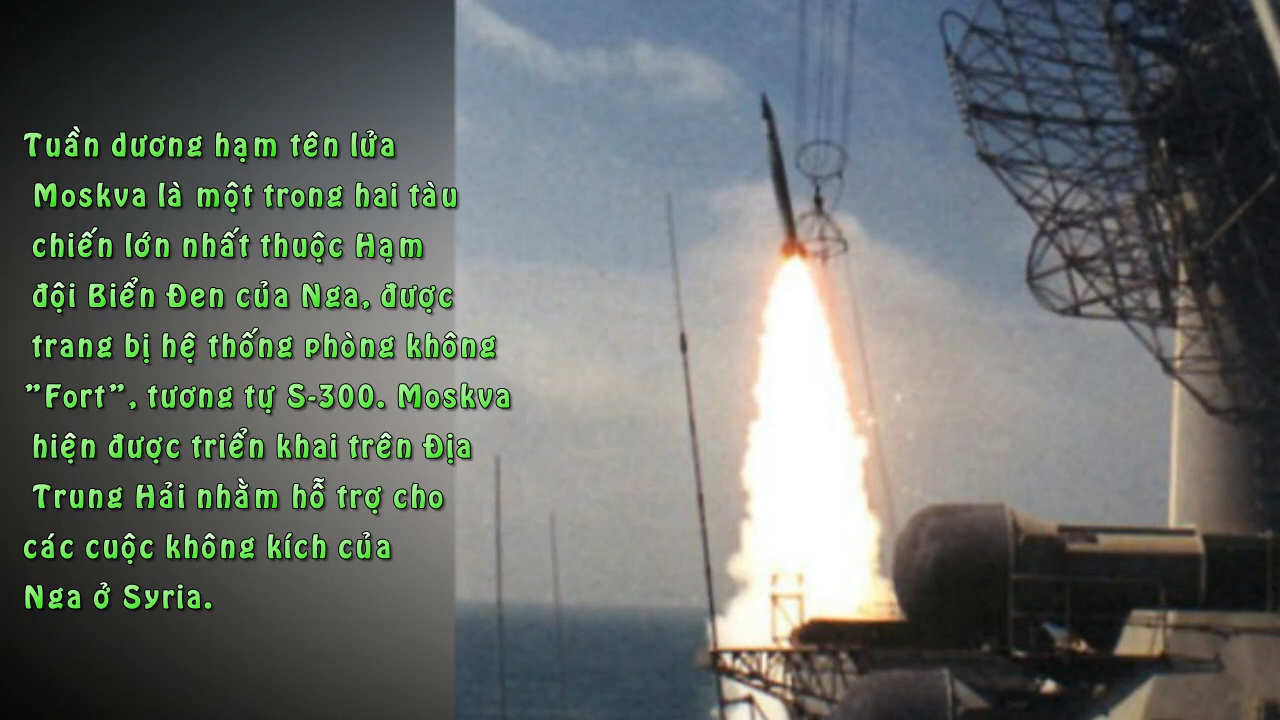 Tuần dương hạm tên lửa
Moskva là một trong hai tàu
chiến lớn nhất thuộc Hạm
đội Biển Đen của Nga, được
trang bị hệ thống phòng không
"Fort", tương tự S-300. Moskva
hiện được triển khai trên Địa
Trung Hải nhằm hỗ trợ cho
các cuộc không kích của
Nga ở Syria.